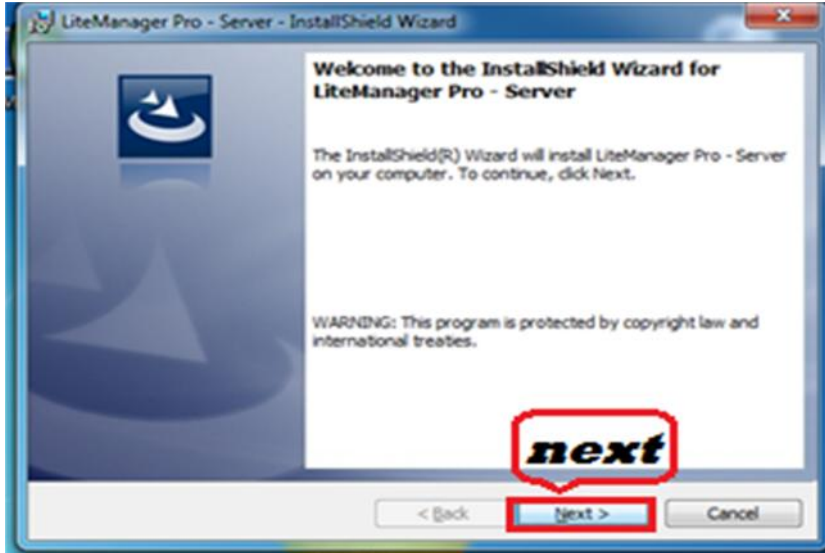 LiteManager Pro - Server - InstallShield Wizard
Welcome to the InstallShield Wizard for
LiteManager Pro - Server
The InstallShield(R) Wizard will install LiteManager Pro - Server
on your computer. To continue, click Next.
WARNING: This program is protected by copyright law and
international treaties.
next
< Back
Next >
Cancel